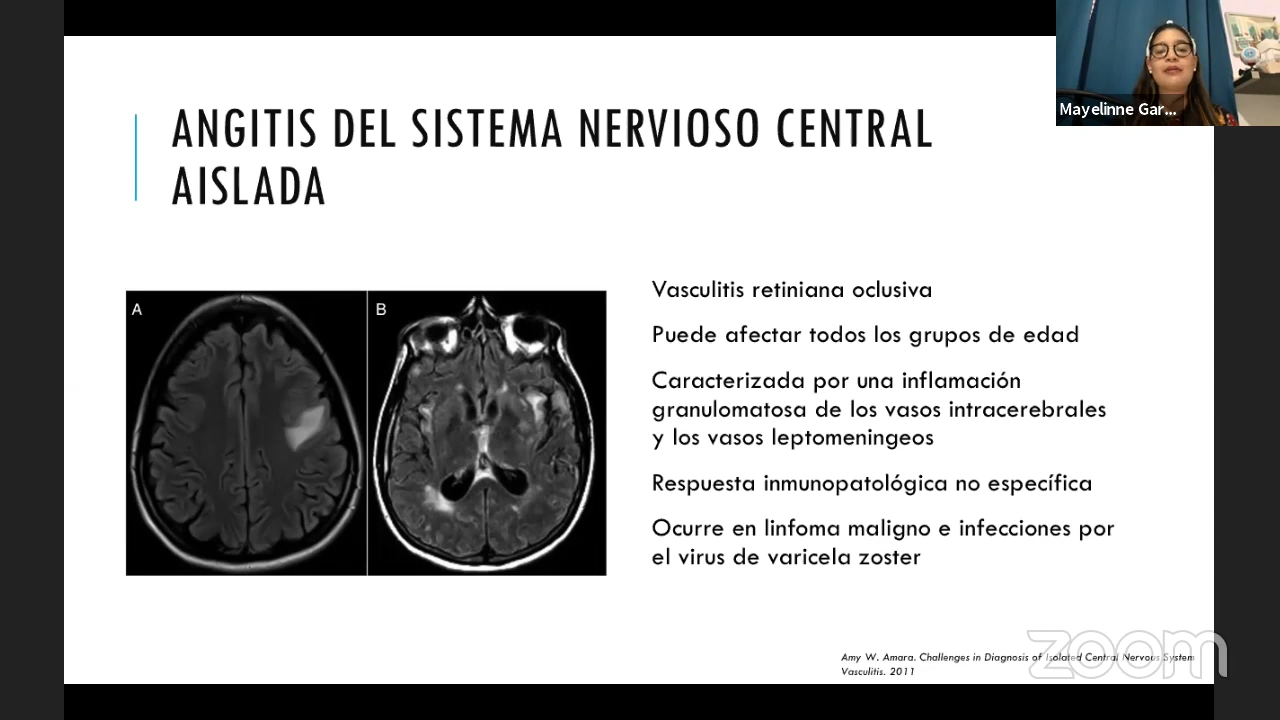 Mayelinne Gar...
ANGITIS DEL SISTEMA NERVIOSO CENTRAL
AISLADA
A
B
Vasculitis retiniana oclusiva
Puede afectar todos los grupos de edad
Caracterizada por una inflamación
granulomatosa de los vasos intracerebrales
y los vasos leptomeningeos
Respuesta inmunopatológica no específica
Ocurre en linfoma maligno e infecciones por
el virus de varicela zoster
Amy W. Amara. Challenges in Diagnosis of Isolated Central Nervous System
Vasculitis. 2011
zoom